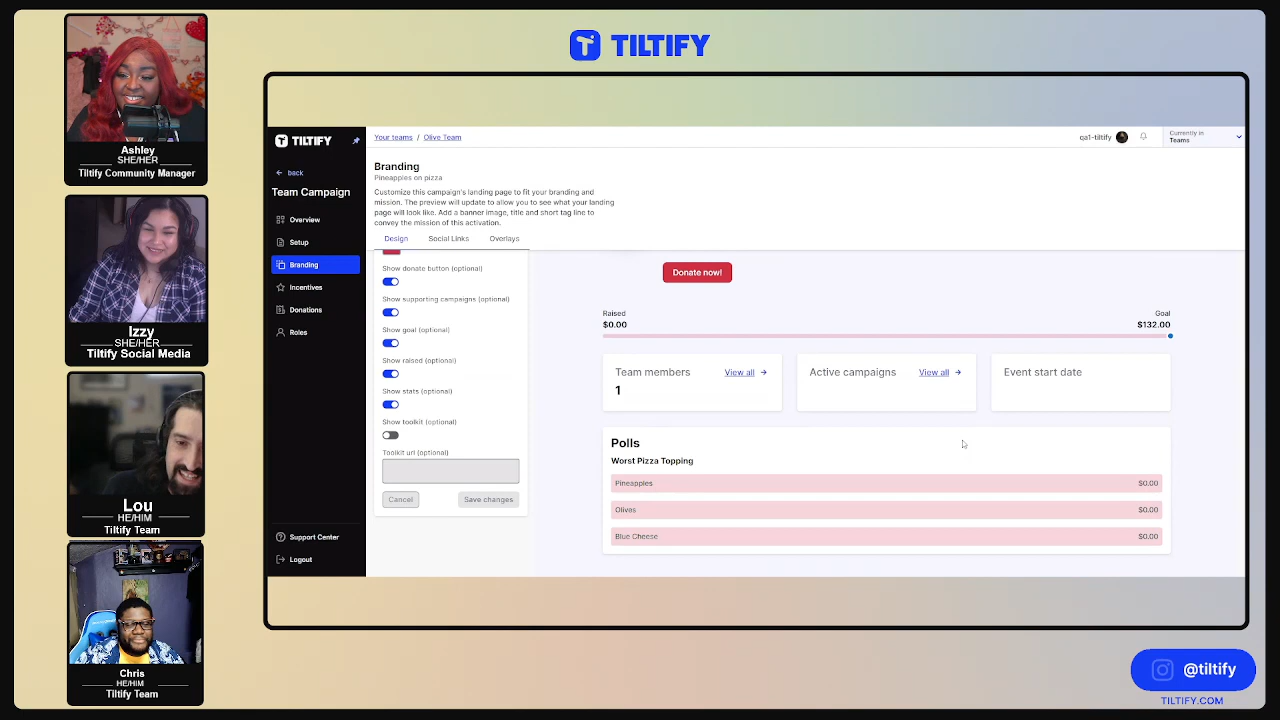 TILTIFY
Ashley
SHE/HER
Tiltify Community Manager
Izzy
SHE/HER
Tiltify Social Media
Lou
HE/HIM
Tiltify Team
Chris
HE/HIM
Tiltify Team
TILTIFY
back
Team Campaign
Overview
Setup
Branding
Incentives
Donations
Roles
Support Center
Logout
Your teams / Olive Team
qa1-tiltify
Currently in
Teams
Branding
Pineapples on pizza
Customize this campaign's landing page to fit your branding and
mission. The preview will update to allow you to see what your landing
page will look like. Add a banner image, title and short tag line to
convey the mission of this activation.
Design Social Links Overlays
Show donate button (optional)
Show supporting campaigns (optional)
Show goal (optional)
Show raised (optional)
Show stats (optional)
Show toolkit (optional)
Toolkit url (optional)
Cancel Save changes
Donate now!
Raised Goal
$0.00 $132.00
Team members View all
1
Active campaigns View all
Event start date
Polls
Worst Pizza Topping
Pineapples $0.00
Olives $0.00
Blue Cheese $0.00
@tiltify
TILTIFY.COM